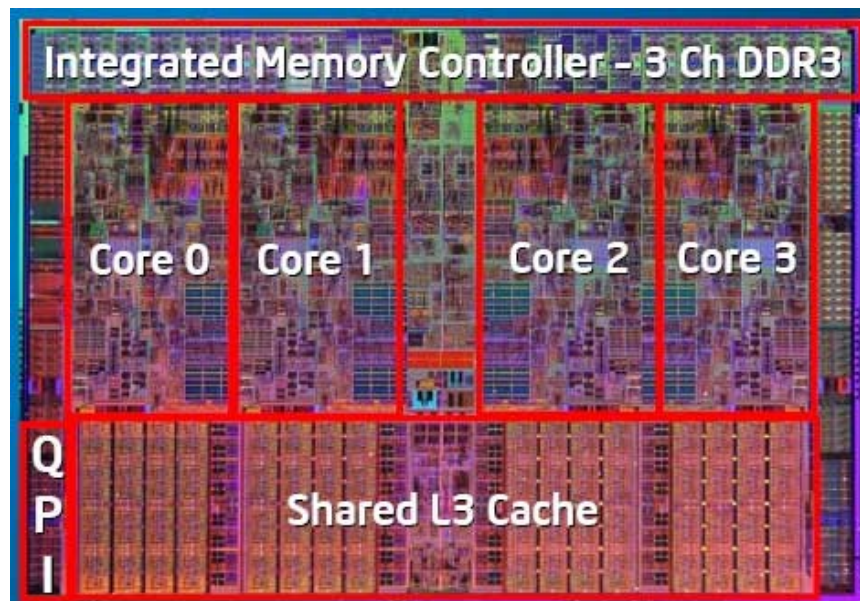 Integrated Memory Controller - 3 Ch DDR3
Core 0
Core 1
Core 2
Core 3
Q
P
I
Shared L3 Cache